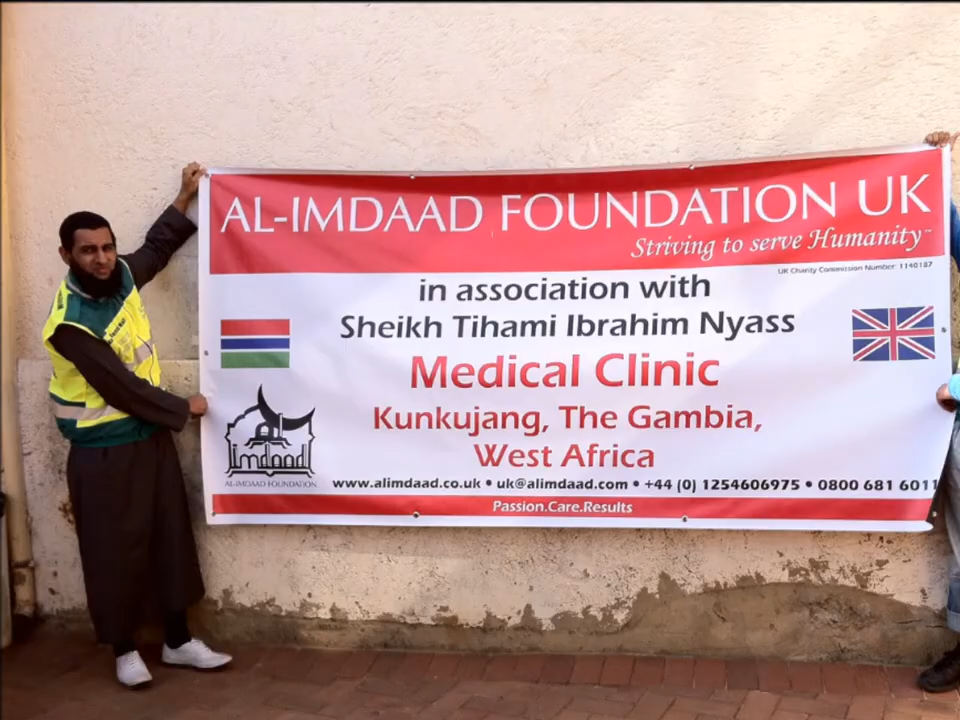 AL-IMDAAD FOUNDATION UK
Striving to serve Humanity™
UK Charity Commission Number: 1140187
in association with
Sheikh Tihami Ibrahim Nyass
Medical Clinic
Kunkujang, The Gambia,
West Africa
imdaad
AL-IMDAAD FOUNDATION
www.alimdaad.co.uk • uk@alimdaad.com • +44 (0) 1254606975 • 0800 681 6011
Passion.Care.Results